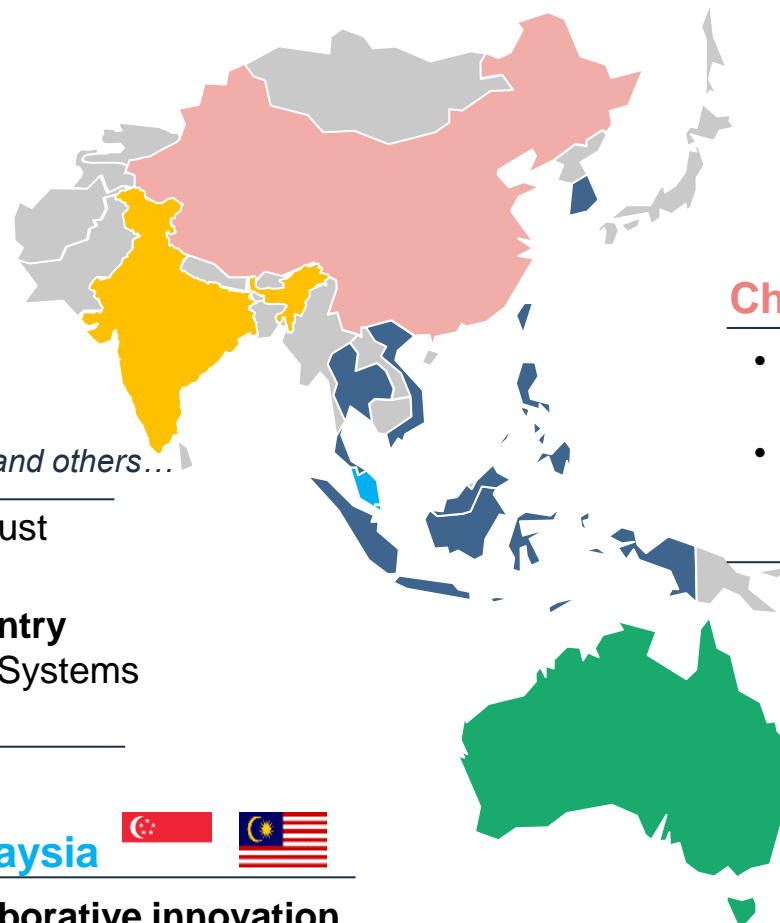 Ch
•
•
and others…
ust
ntry
Systems
aysia
borative innovation